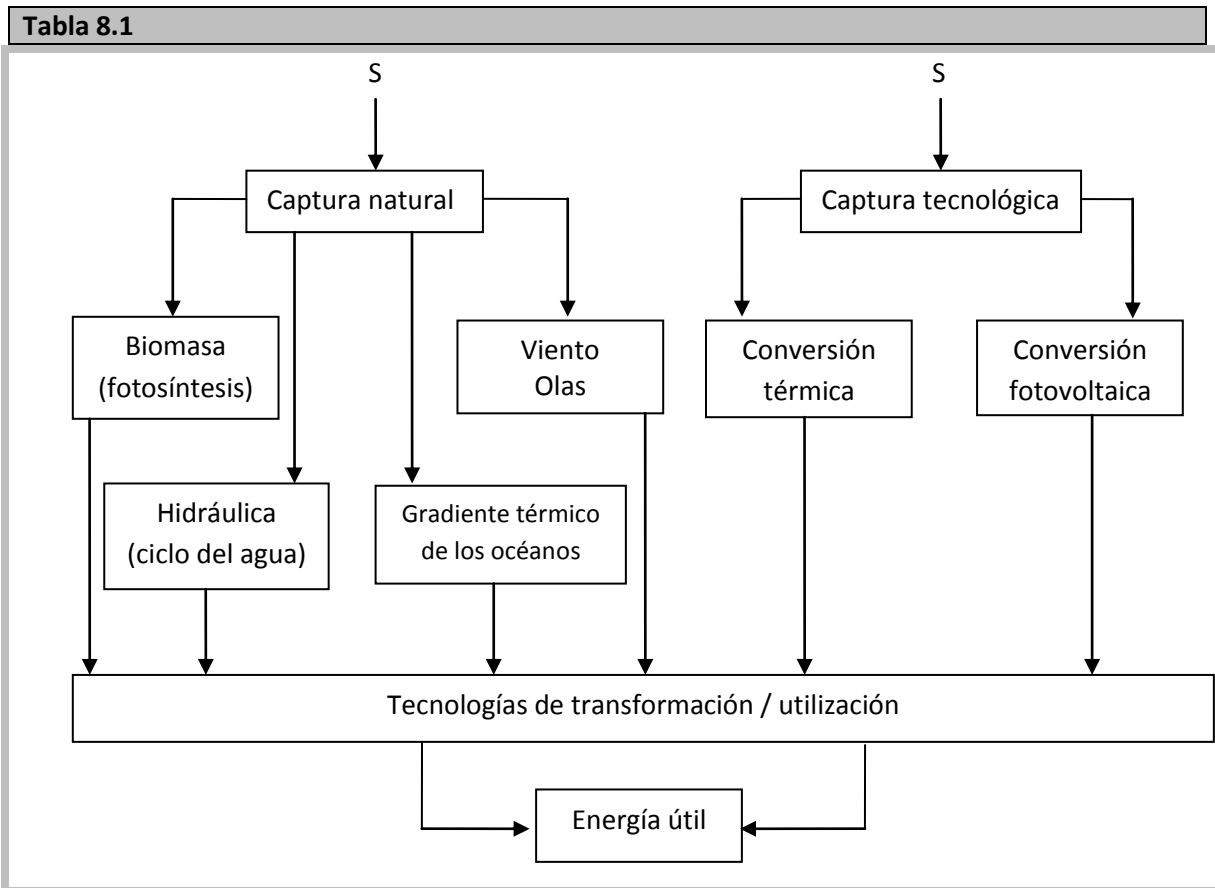 Tabla 8.1
S
S
Captura natural
Captura tecnológica
Biomasa
(fotosíntesis)
Viento
Olas
Conversión
térmica
Conversión
fotovoltaica
Hidráulica
(ciclo del agua)
Gradiente térmico
de los océanos
Tecnologías de transformación / utilización
Energía útil